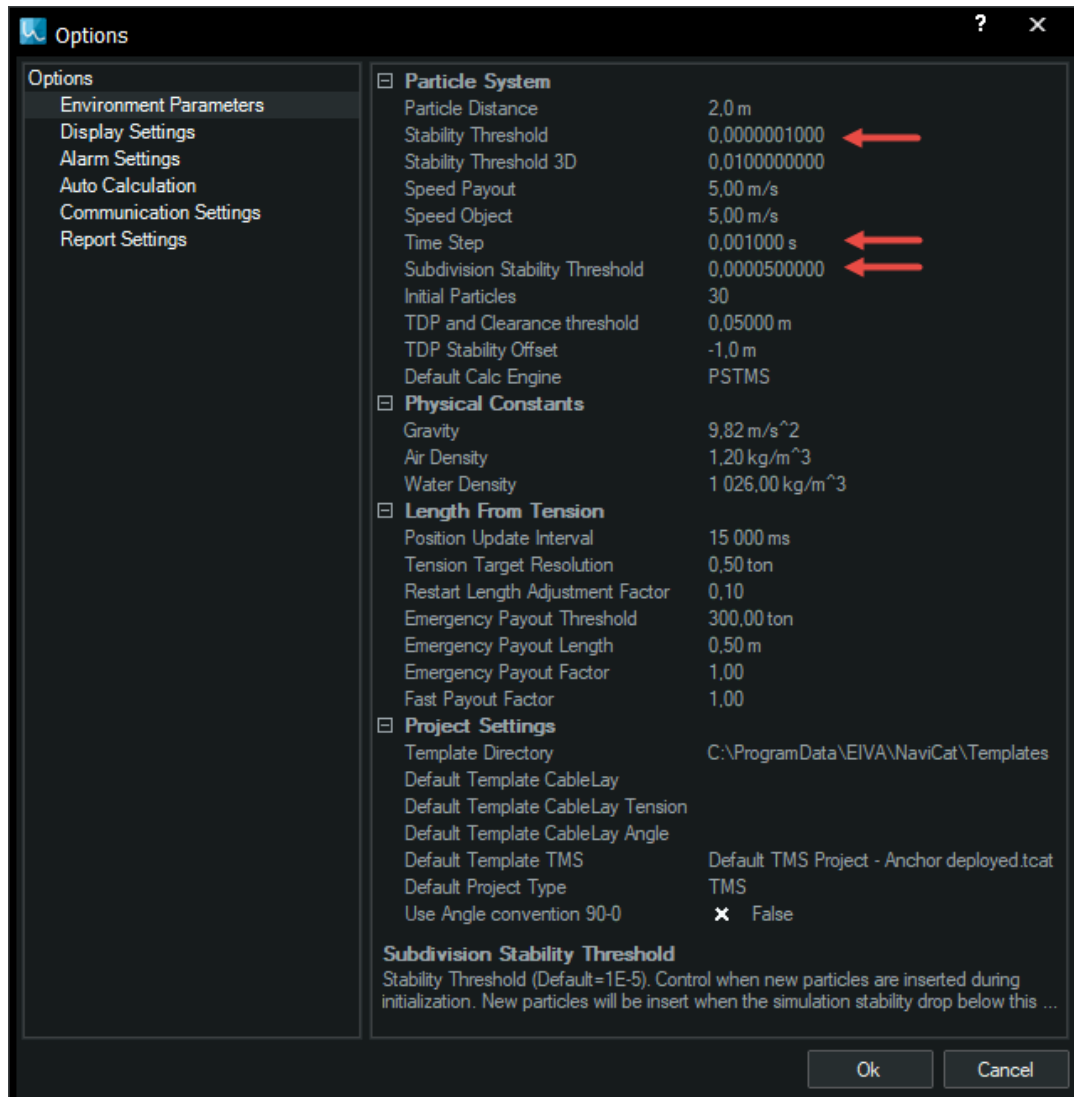 Options
? ×
Options
Environment Parameters
Display Settings
Alarm Settings
Auto Calculation
Communication Settings
Report Settings
Particle System
Particle Distance 2,0 m
Stability Threshold 0,0000001000
Stability Threshold 3D 0,0100000000
Speed Payout 5,00 m/s
Speed Object 5,00 m/s
Time Step 0,001000 s
Subdivision Stability Threshold 0,0000500000
Initial Particles 30
TDP and Clearance threshold 0,05000 m
TDP Stability Offset -1,0 m
Default Calc Engine PSTMS
Physical Constants
Gravity 9,82 m/s^2
Air Density 1,20 kg/m^3
Water Density 1 026,00 kg/m^3
Length From Tension
Position Update Interval 15 000 ms
Tension Target Resolution 0,50 ton
Restart Length Adjustment Factor 0,10
Emergency Payout Threshold 300,00 ton
Emergency Payout Length 0,50 m
Emergency Payout Factor 1,00
Fast Payout Factor 1,00
Project Settings
Template Directory C:\ProgramData\EIVA\NaviCat\Templates
Default Template CableLay
Default Template CableLay Tension
Default Template CableLay Angle
Default Template TMS Default TMS Project - Anchor deployed.tcat
Default Project Type TMS
Use Angle convention 90-0 × False
Subdivision Stability Threshold
Stability Threshold (Default=1E-5). Control when new particles are inserted during
initialization. New particles will be insert when the simulation stability drop below this ...
Ok Cancel